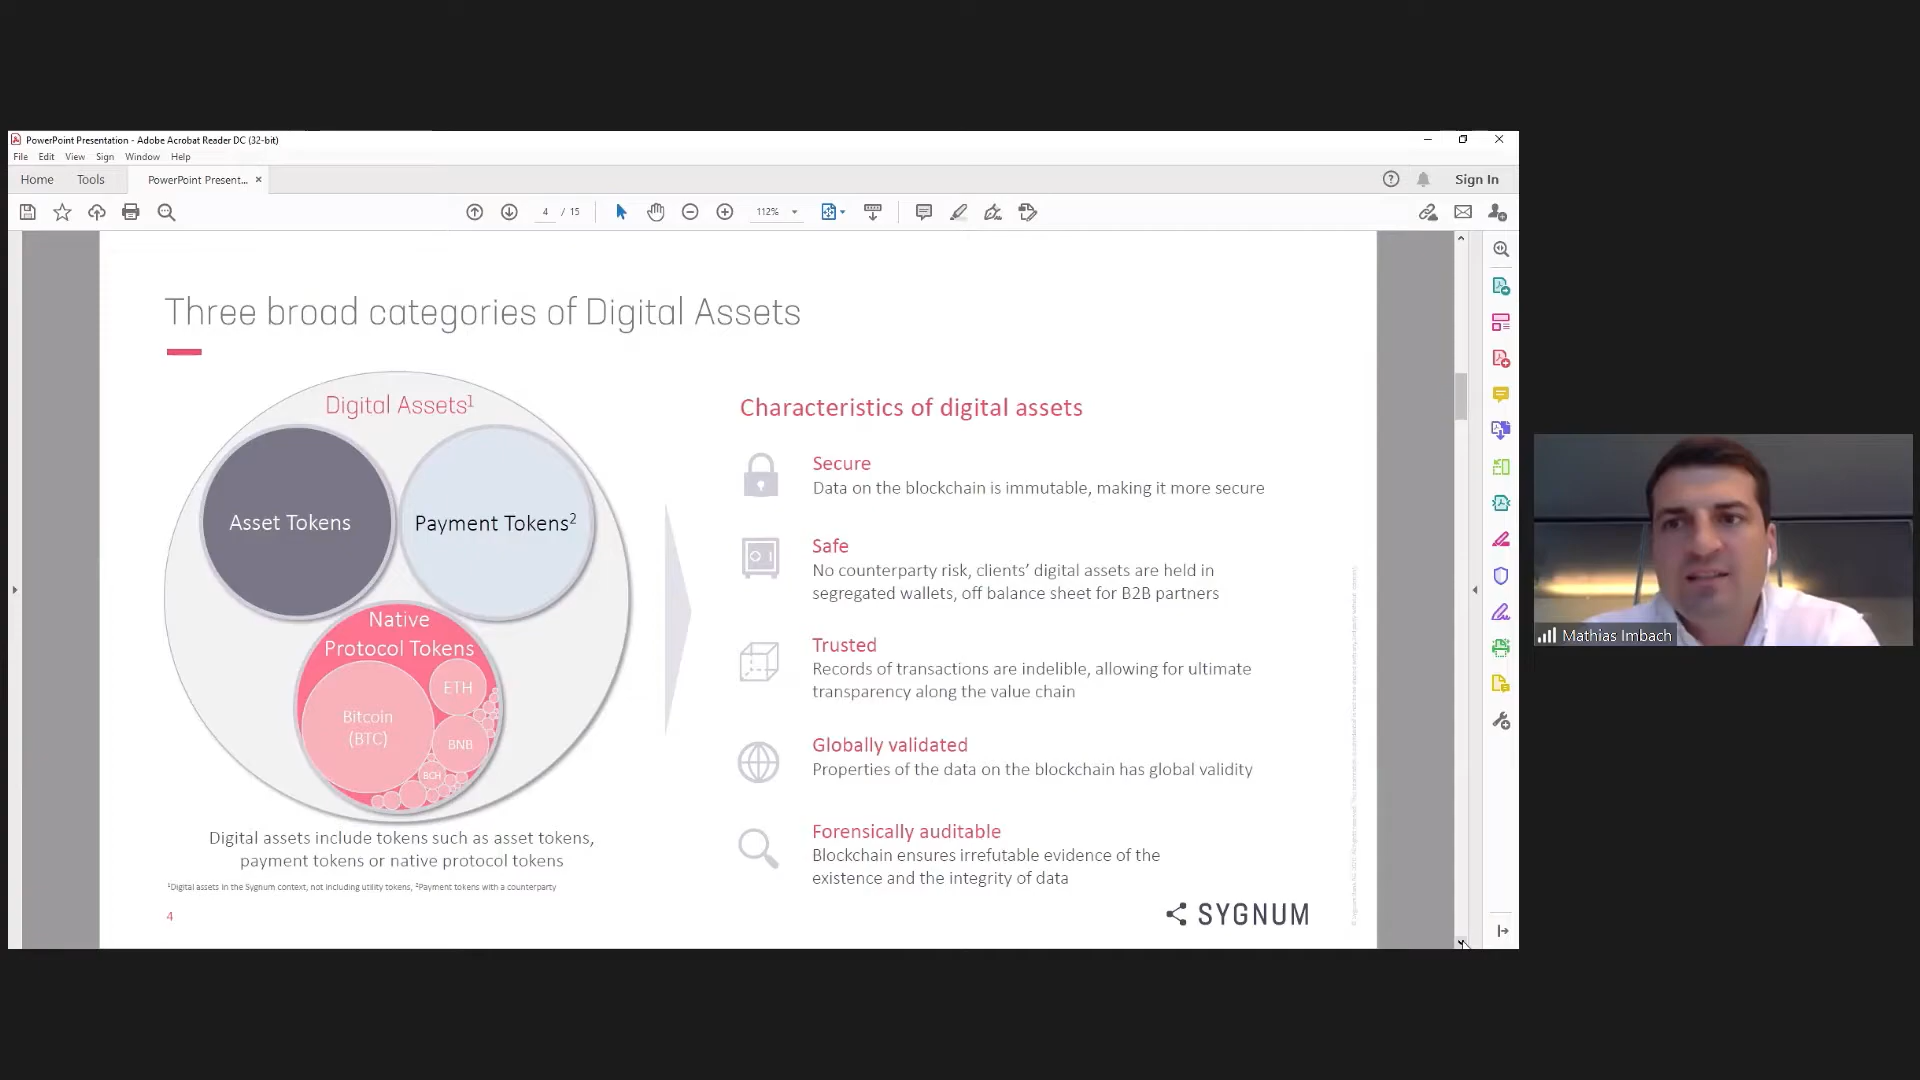 PowerPoint Presentation - Adobe Acrobat Reader DC (32-bit)
File Edit View Sign Window Help
Home Tools PowerPoint Present... × Sign In
4 / 15 112%
Three broad categories of Digital Assets
Digital Assets1
Asset Tokens
Payment Tokens2
Native
Protocol Tokens
ETH
Bitcoin
(BTC)
BNB
BCH
Digital assets include tokens such as asset tokens,
payment tokens or native protocol tokens
1Digital assets in the Sygnum context, not including utility tokens, 2Payment tokens with a counterparty
4
Characteristics of digital assets
Secure
Data on the blockchain is immutable, making it more secure
Safe
No counterparty risk, clients’ digital assets are held in
segregated wallets, off balance sheet for B2B partners
Trusted
Records of transactions are indelible, allowing for ultimate
transparency along the value chain
Globally validated
Properties of the data on the blockchain has global validity
Forensically auditable
Blockchain ensures irrefutable evidence of the
existence and the integrity of data
SYGNUM
Mathias Imbach